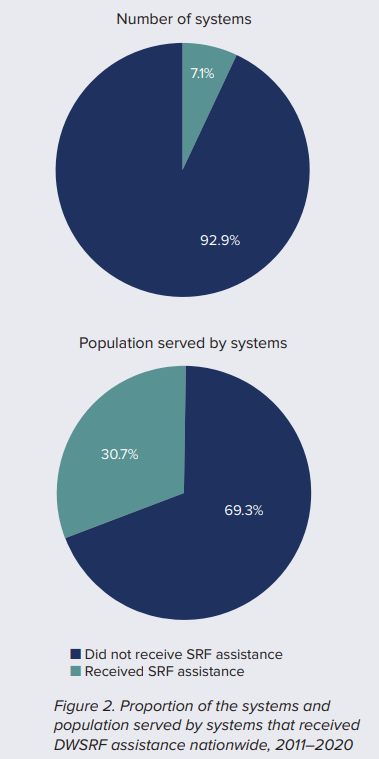 Number of systems
7.1%
92.9%
Population served by systems
30.7%
69.3%
Did not receive SRF assistance
Received SRF assistance
Figure 2. Proportion of the systems and
population served by systems that received
DWSRF assistance nationwide, 2011–2020